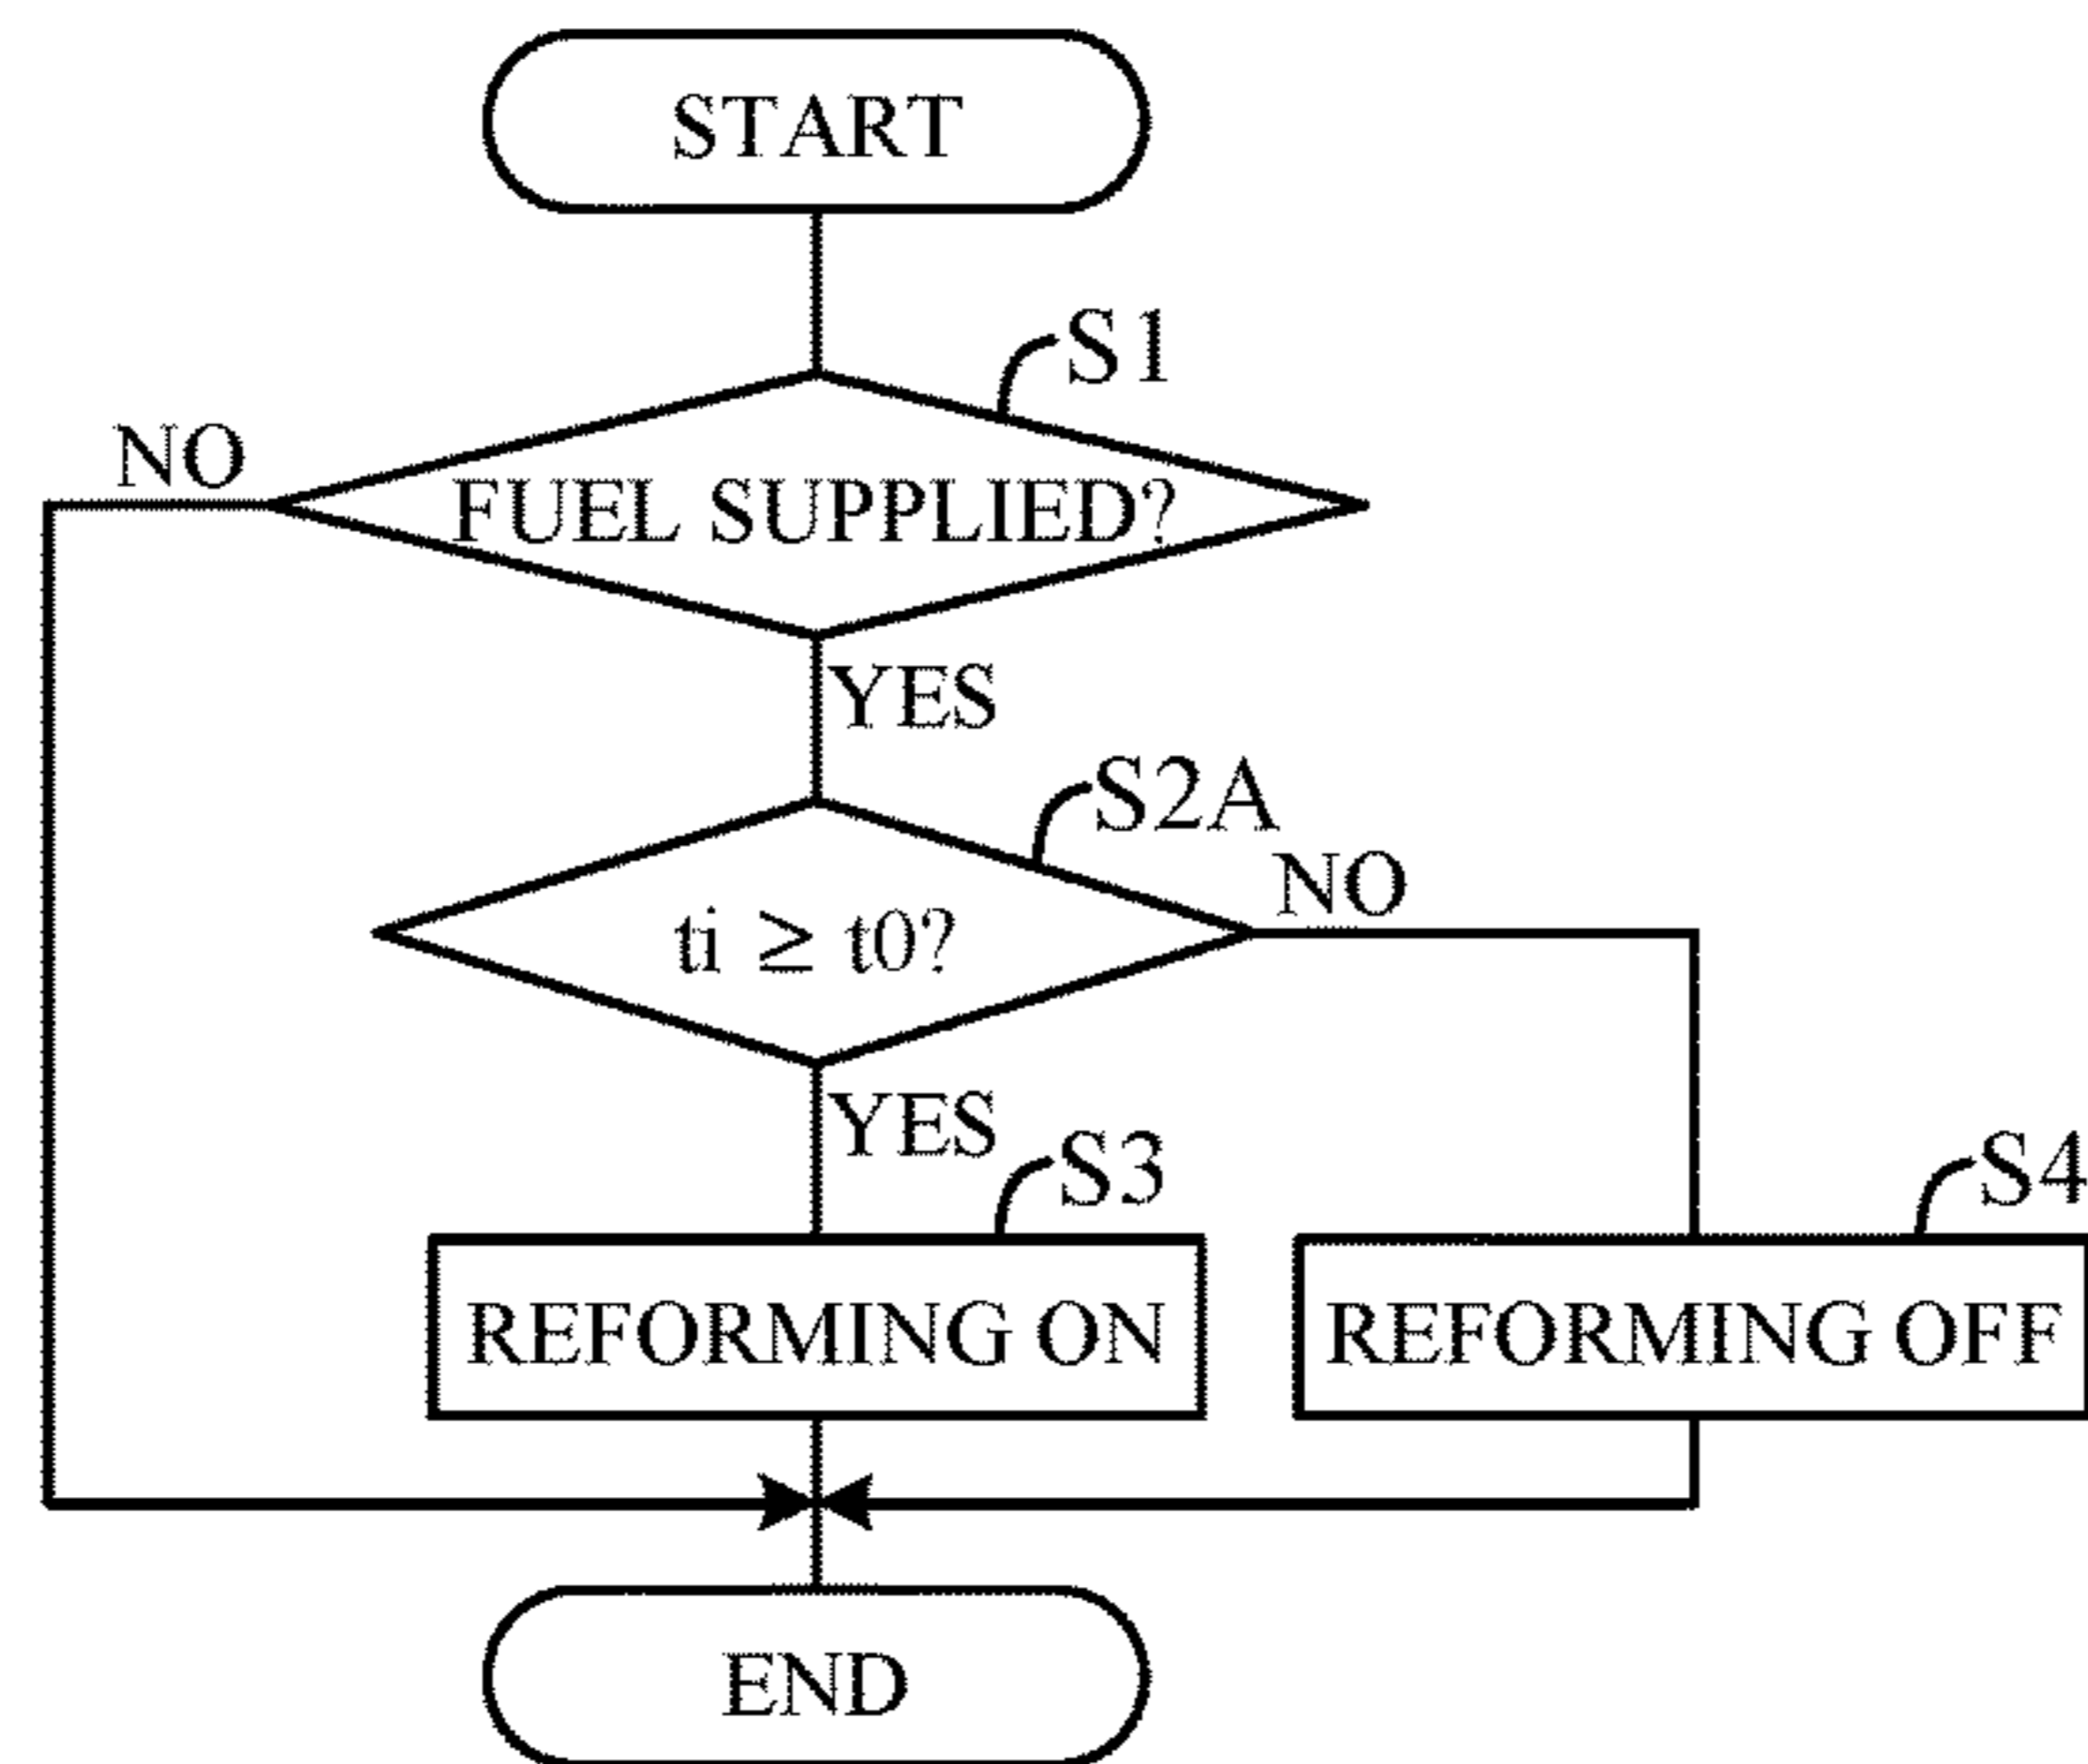 START
S1
NO
FUEL SUPPLIED?
YES
S2A
NO
ti ≥ t0?
YES
S3
S4
REFORMING ON
REFORMING OFF
END